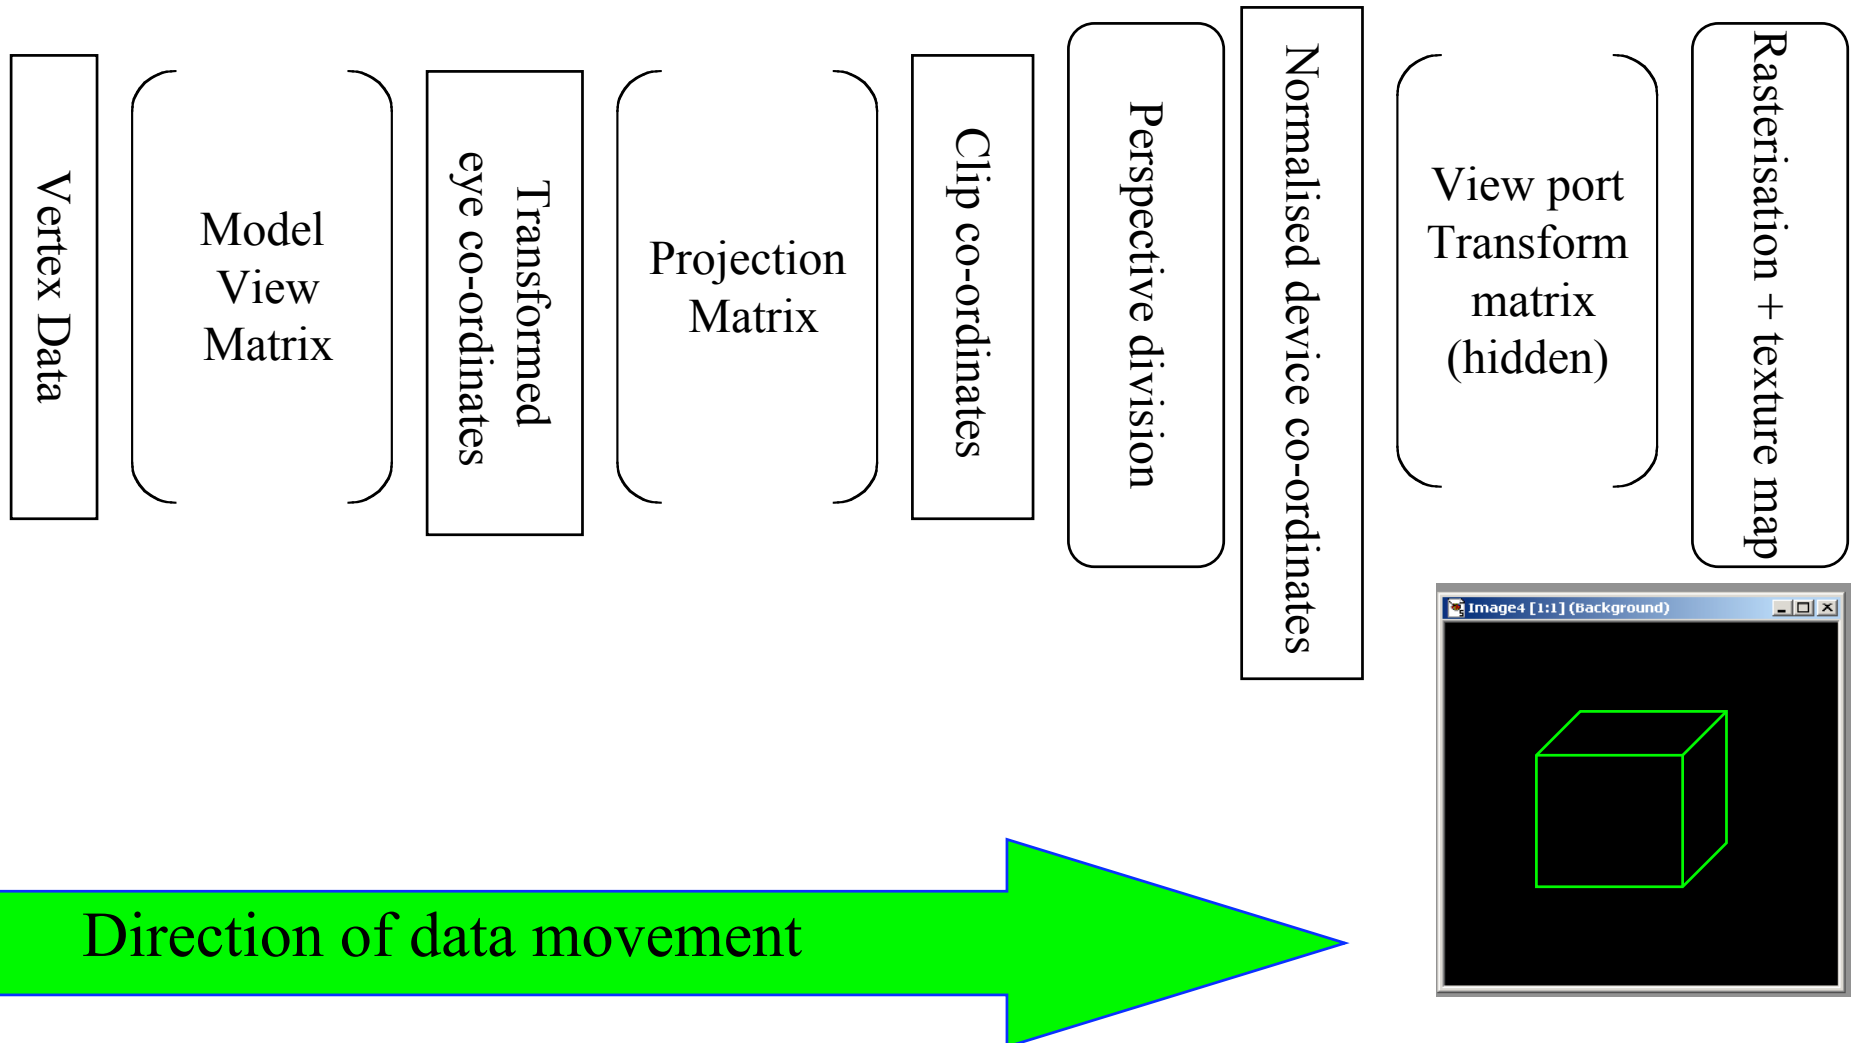 Vertex Data
Model
View
Matrix
Transformed
eye co-ordinates
Projection
Matrix
Clip co-ordinates
Perspective division
Normalised device co-ordinates
View port
Transform
matrix
(hidden)
Rasterisation + texture map
Image4 [1:1] (Background)
Direction of data movement